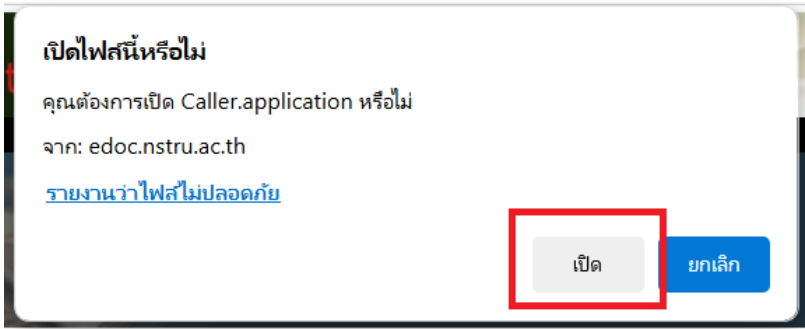 เปิดไฟล์นี้หรือไม่
คุณต้องการเปิด Caller.application หรือไม่
จาก: edoc.nstru.ac.th
รายงานว่าไฟล์ไม่ปลอดภัย
เปิด ยกเลิก